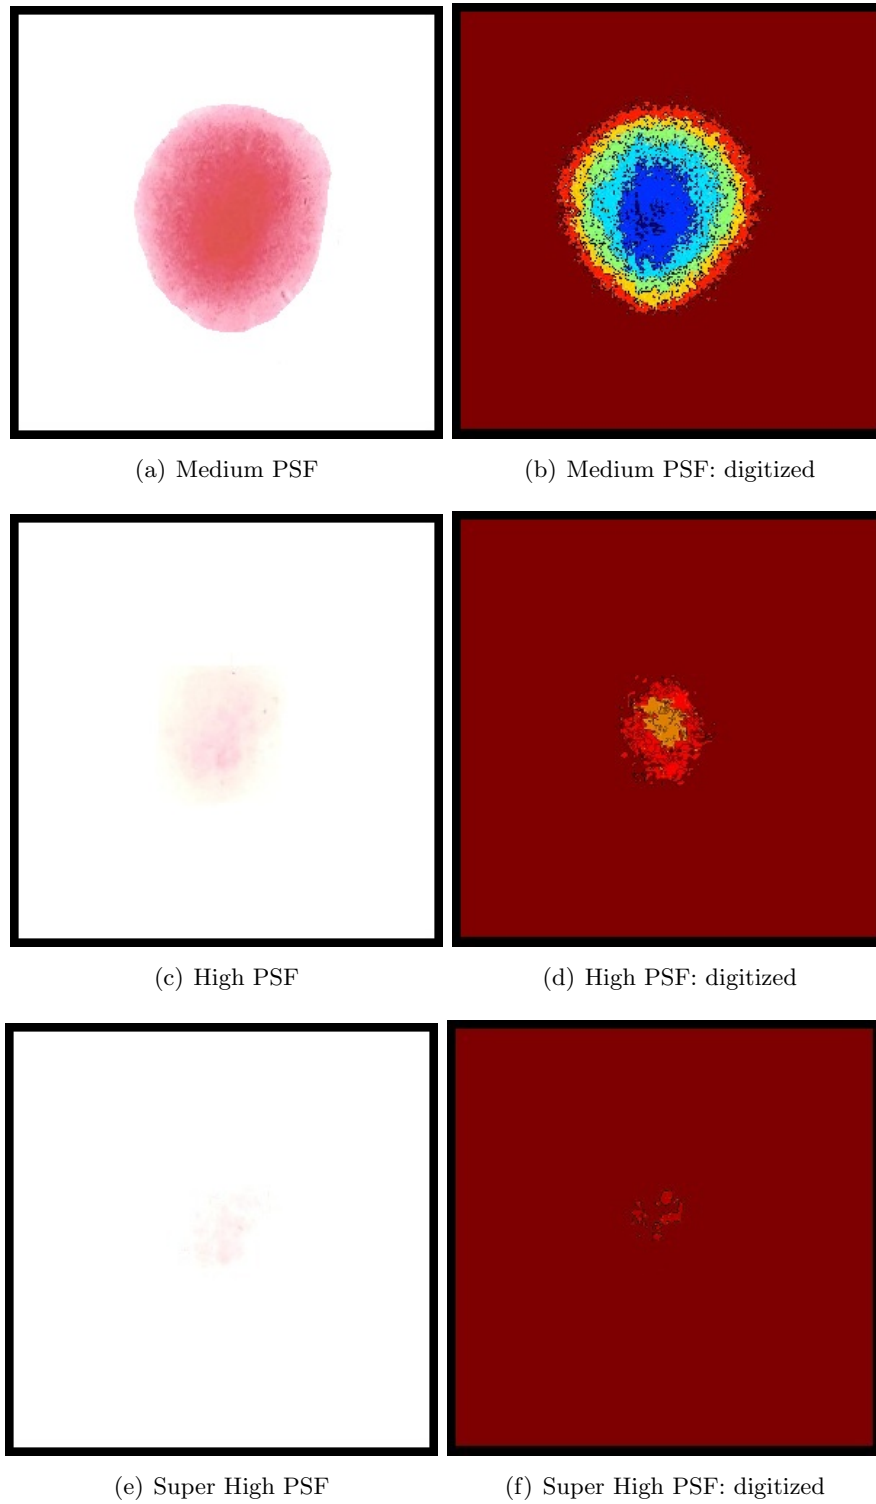 (a) Medium PSF
(b) Medium PSF: digitized
(c) High PSF
(d) High PSF: digitized
(e) Super High PSF
(f) Super High PSF: digitized